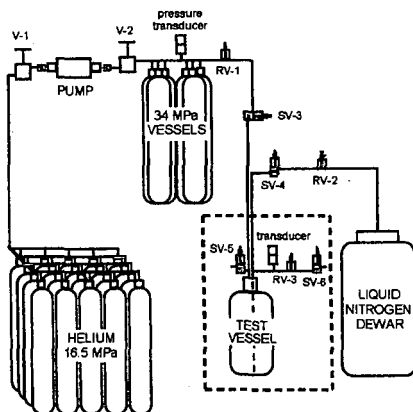 pressure
transducer
V-1
V-2
RV-1
PUMP
34 MPa
VESSELS
SV-3
SV-4
RV-2
SV-5
transducer
RV-3
SV-6
TEST
VESSEL
LIQUID
NITROGEN
DEWAR
HELIUM
16.5 MPa